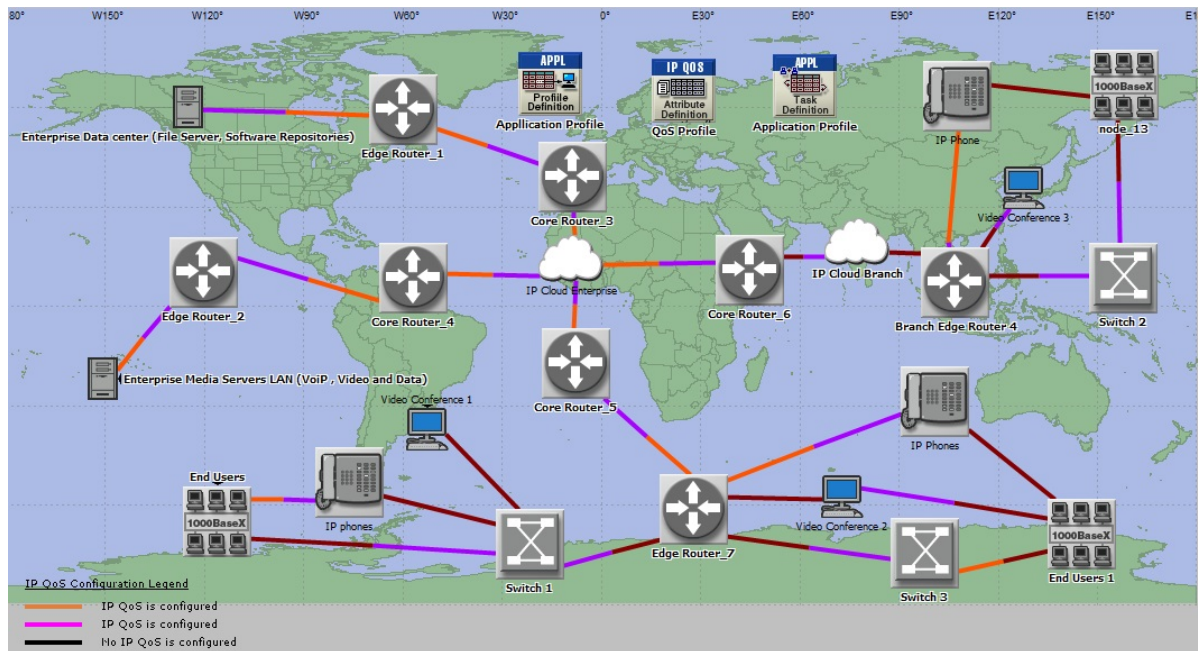 80°
W150°
W120°
W90°
W60°
W30°
0°
E30°
E60°
E90°
E120°
E150°
E1
APPL
Profile
Definition
Appllication Profile
IP QOS
Attribute
Definition
QoS Profile
APPL
Task
Definition
Application Profile
IP Phone
1000BaseX
node_13
Enterprise Data center (File Server, Software Repositories)
Edge Router_1
Core Router_3
Video Conference 3
IP Cloud Enterprise
IP Cloud Branch
Edge Router_2
Core Router_4
Core Router_6
Branch Edge Router 4
Switch 2
Enterprise Media Servers LAN (VoiP , Video and Data)
Video Conference 1
Core Router_5
IP Phones
End Users
1000BaseX
IP phones
Switch 1
Edge Router_7
Video Conference 2
Switch 3
1000BaseX
End Users 1
IP QoS Configuration Legend
IP QoS is configured
IP QoS is configured
No IP QoS is configured